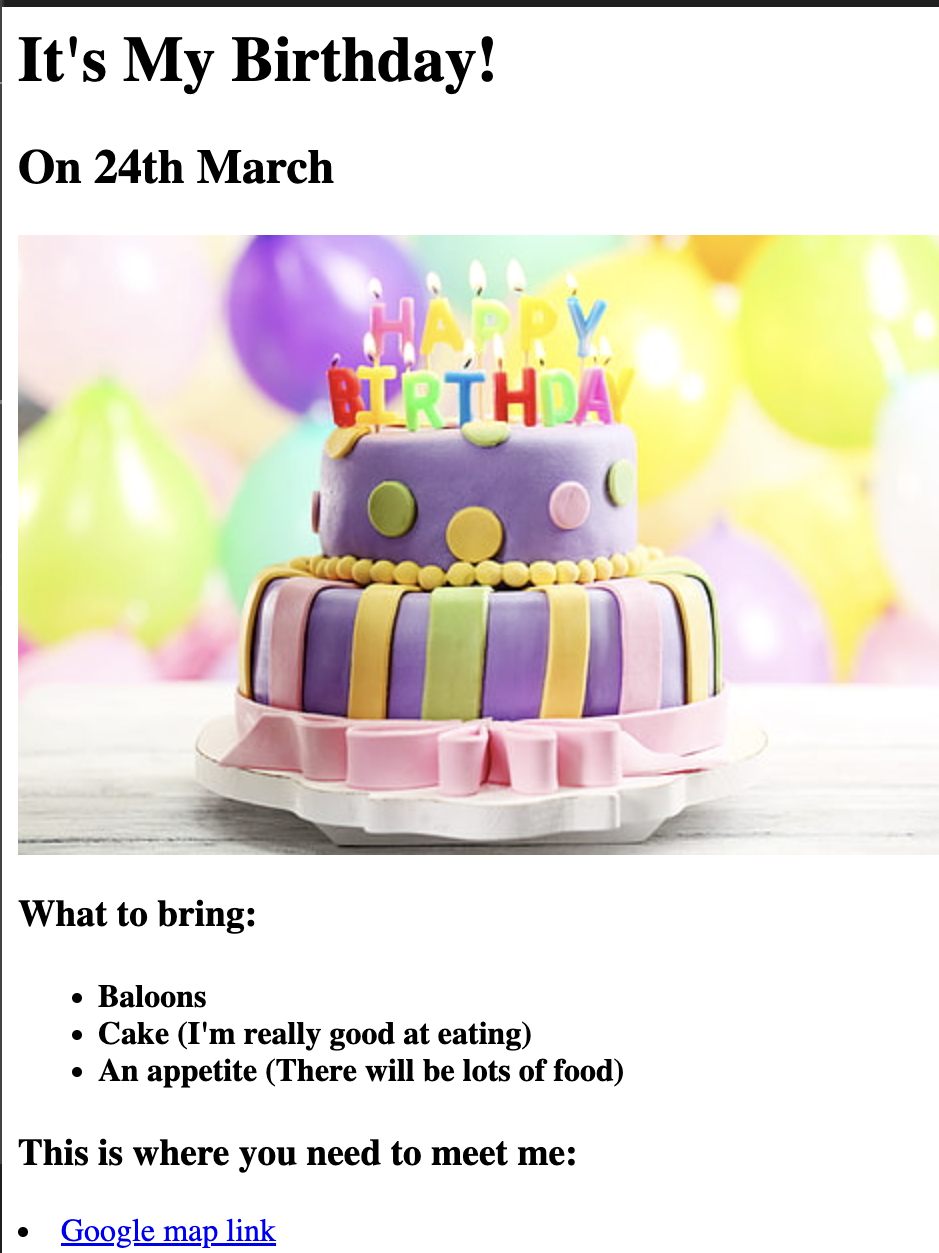 It's My Birthday!
On 24th March
HAPPY
BIRTHDAY
What to bring:
Baloons
Cake (I'm really good at eating)
An appetite (There will be lots of food)
This is where you need to meet me:
Google map link